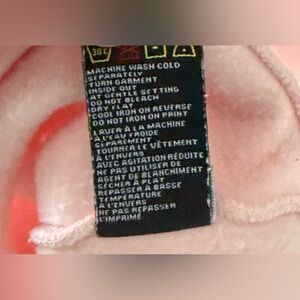 30°
MACHINE WASH COLD
SEPARATELY
TURN GARMENT
INSIDE OUT
AT GENTLE SETTING
DO NOT BLEACH
DRY FLAT
COOL IRON ON REVERSE
DO NOT IRON ON PRINT
LAVER À LA MACHINE
À L'EAU FROIDE
SÉPARÉMENT
TOURNER LE VÊTEMENT
À L'ENVERS
AVEC AGITATION RÉDUITE
NE PAS UTILISER DE
AGENT DE BLANCHIMENT
SÉCHER À PLAT
REPASSER À BASSE
TEMPÉRATURE
À L'ENVERS
NE PAS REPASSER
L'IMPRIMÉ